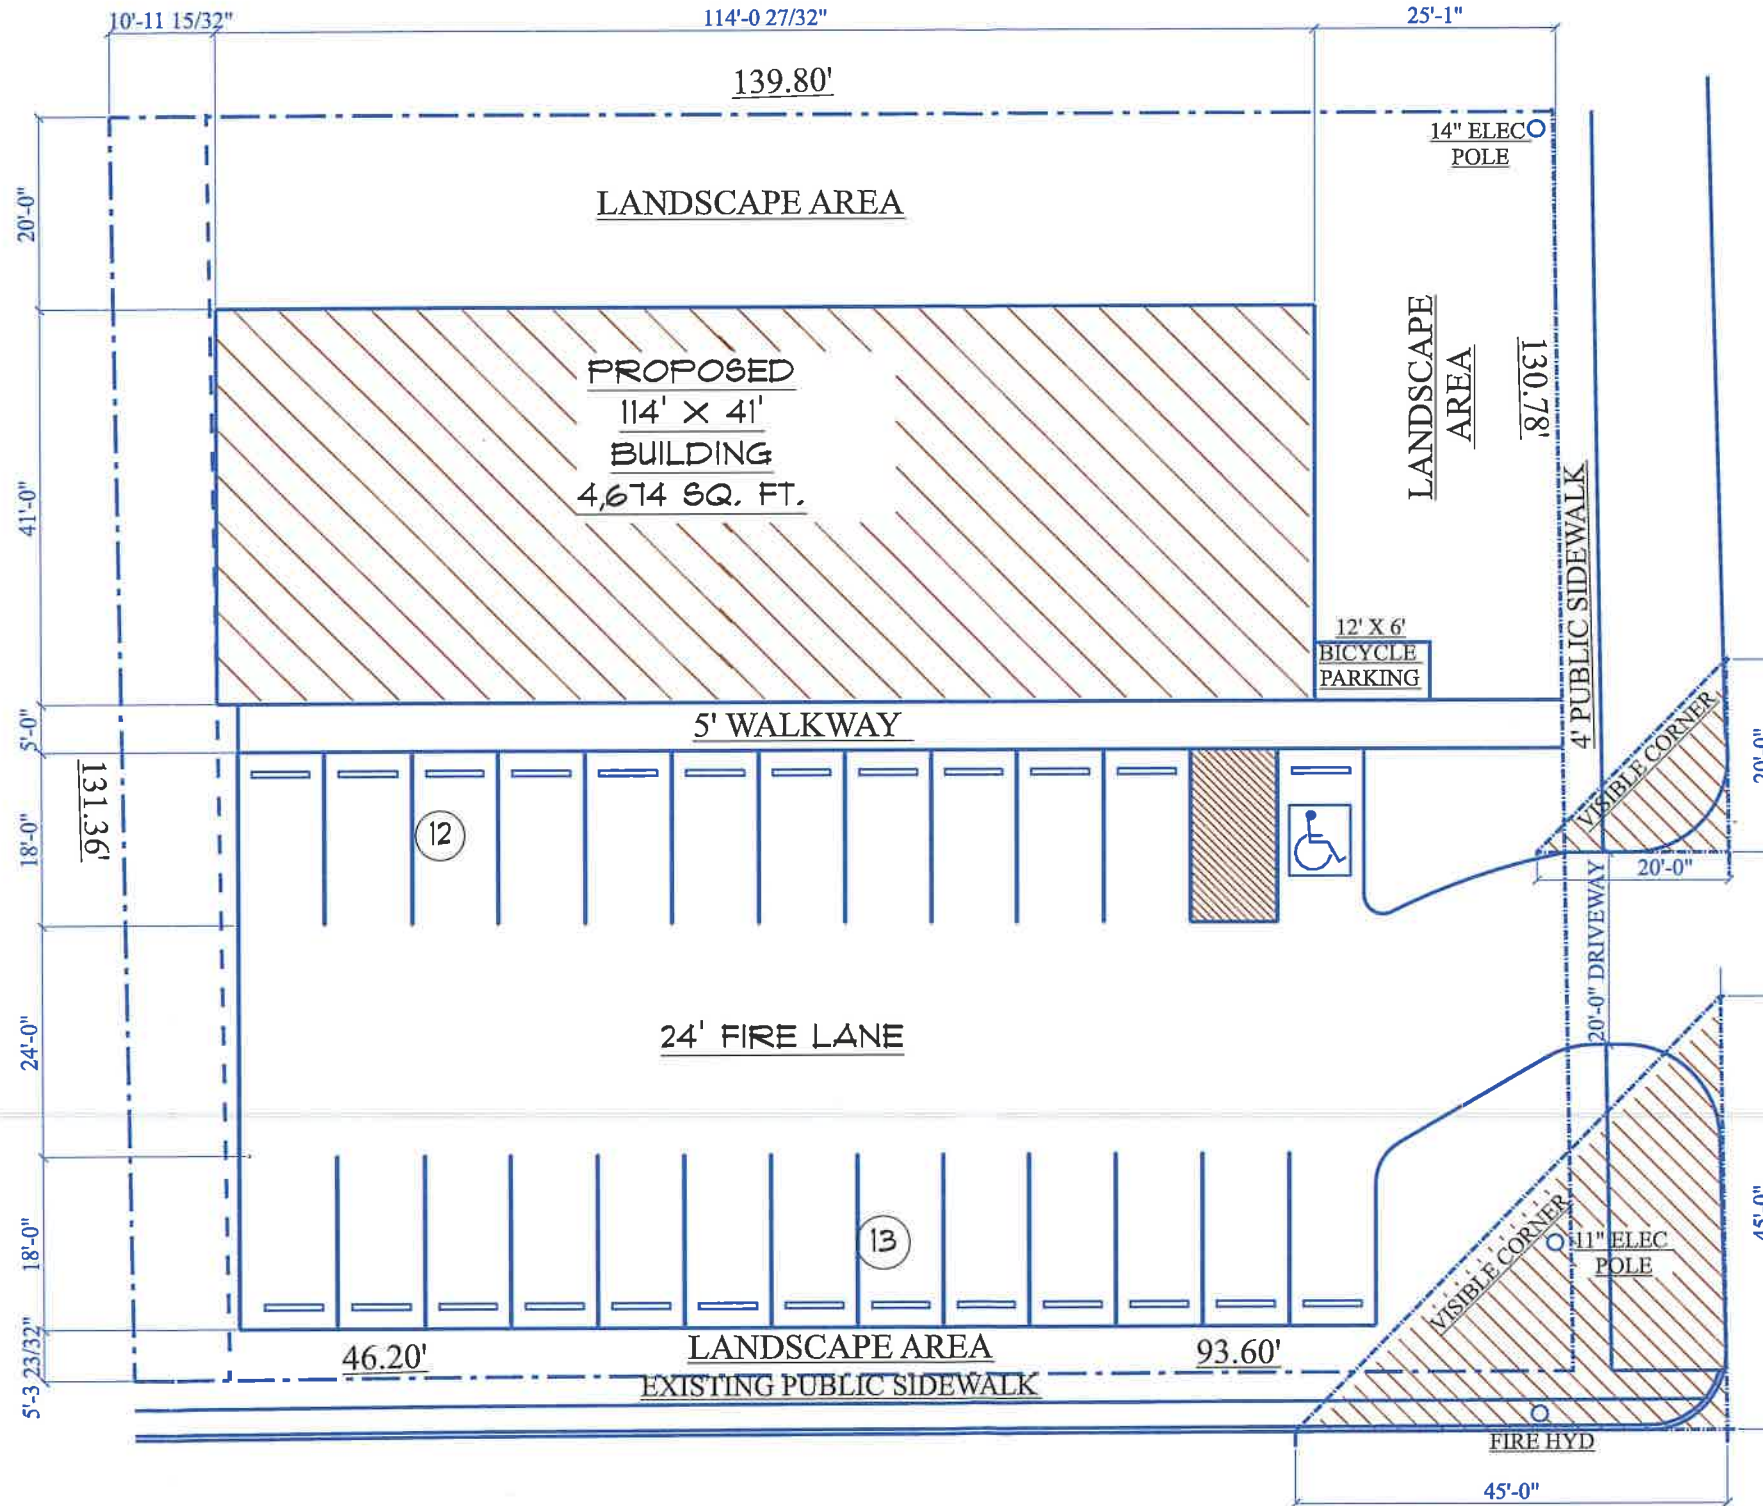 10'-11 15/32"
114'-0 27/32"
25'-1"
139.80'
14" ELEC
POLE
LANDSCAPE AREA
20'-0"
LANDSCAPE
AREA
130.78'
PROPOSED
114' X 41'
BUILDING
4,674 SQ. FT.
41'-0"
4' PUBLIC SIDEWALK
12' X 6'
BICYCLE
PARKING
5' WALKWAY
5'-0"
VISIBLE CORNER
20'-0"
131.36'
18'-0"
12
20'-0"
20'-0" DRIVEWAY
24' FIRE LANE
24'-0"
13
18'-0"
VISIBLE CORNER
11" ELEC
POLE
45'-0"
46.20'
LANDSCAPE AREA
93.60'
5'-3 23/32"
EXISTING PUBLIC SIDEWALK
FIRE HYD
45'-0"